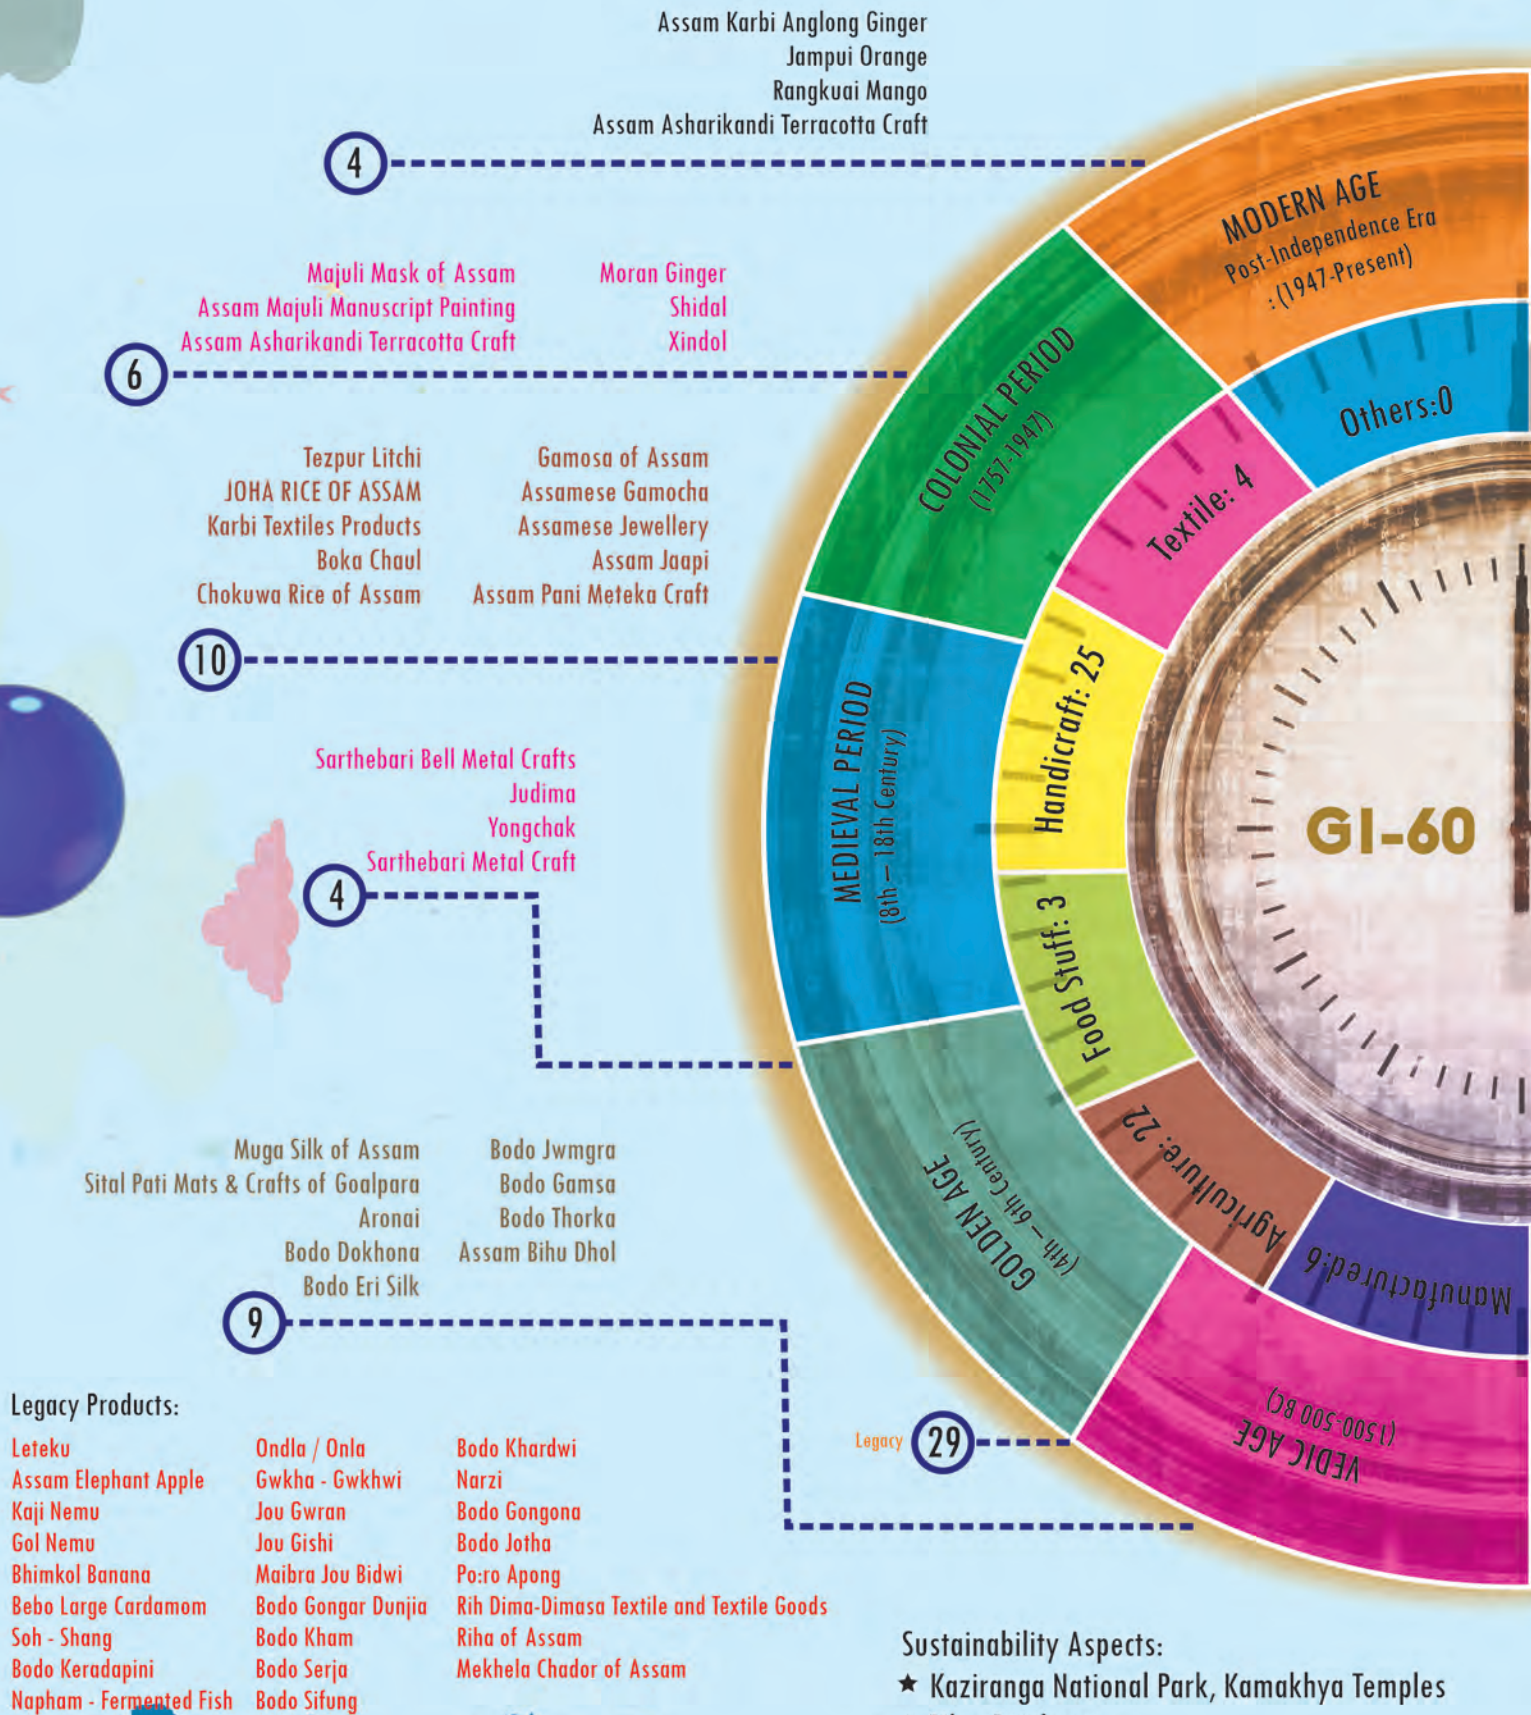 Assam Karbi Anglong Ginger
Jampui Orange
Rangkuai Mango
Assam Asharikandi Terracotta Craft
4
MODERN AGE
Post-Independence Era
:(1947-Present)
Majuli Mask of Assam
Assam Majuli Manuscript Painting
Assam Asharikandi Terracotta Craft
Moran Ginger
Shidal
Xindol
6
COLONIAL PERIOD
(1757-1947)
Others:0
Textile: 4
Tezpur Litchi
JOHA RICE OF ASSAM
Karbi Textiles Products
Boka Chaul
Chokuwa Rice of Assam
Gamosa of Assam
Assamese Gamocha
Assamese Jewellery
Assam Jaapi
Assam Pani Meteka Craft
10
MEDIEVAL PERIOD
(8th – 18th Century)
Handicraft: 25
GI-60
Sarthebari Bell Metal Crafts
Judima
Yongchak
Sarthebari Metal Craft
4
Food Stuff: 3
GOLDEN AGE
(4th – 6th Century)
Agriculture: 22
Manufactured:6
Muga Silk of Assam
Sital Pati Mats & Crafts of Goalpara
Aronai
Bodo Dokhona
Bodo Eri Silk
Bodo Jwmgra
Bodo Gamsa
Bodo Thorka
Assam Bihu Dhol
9
VEDIC AGE
(1500-500 BC)
Legacy 29
Legacy Products:
Leteku
Assam Elephant Apple
Kaji Nemu
Gol Nemu
Bhimkol Banana
Bebo Large Cardamom
Soh - Shang
Bodo Keradapini
Napham - Fermented Fish
Ondla / Onla
Gwkha - Gwkhwi
Jou Gwran
Jou Gishi
Maibra Jou Bidwi
Bodo Gongar Dunjia
Bodo Kham
Bodo Serja
Bodo Sifung
Bodo Khardwi
Narzi
Bodo Gongona
Bodo Jotha
Po:ro Apong
Rih Dima-Dimasa Textile and Textile Goods
Riha of Assam
Mekhela Chador of Assam
Sustainability Aspects:
★ Kaziranga National Park, Kamakhya Temples